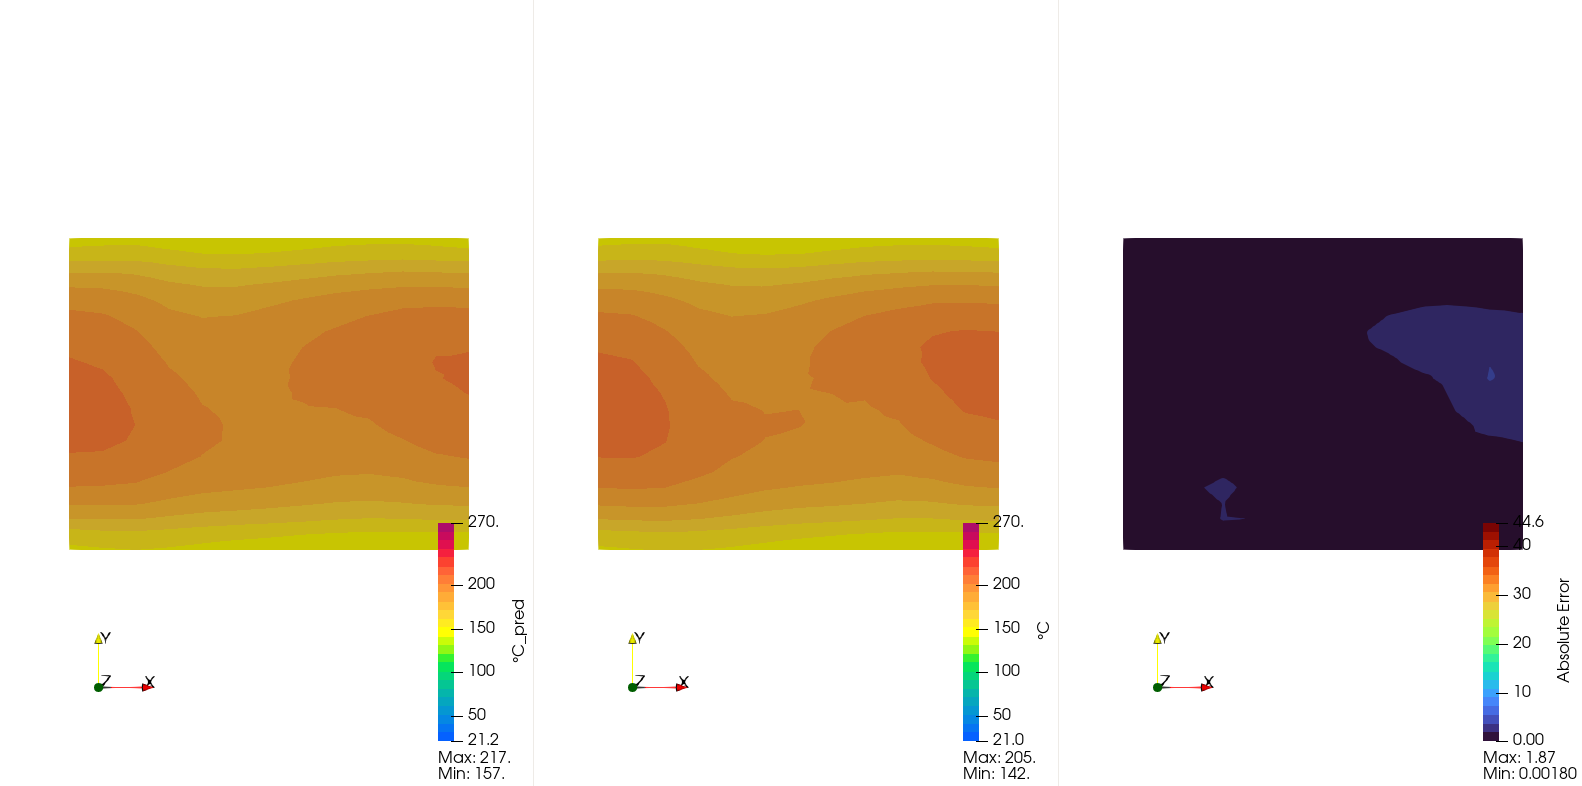 270.
200
150
100
50
21.2
°C_pred
Max: 217.
Min: 157.
Y
Z
X
270.
200
150
100
50
21.0
°C
Max: 205.
Min: 142.
Y
Z
X
44.6
40
30
20
10
0.00
Absolute Error
Max: 1.87
Min: 0.00180
Y
Z
X